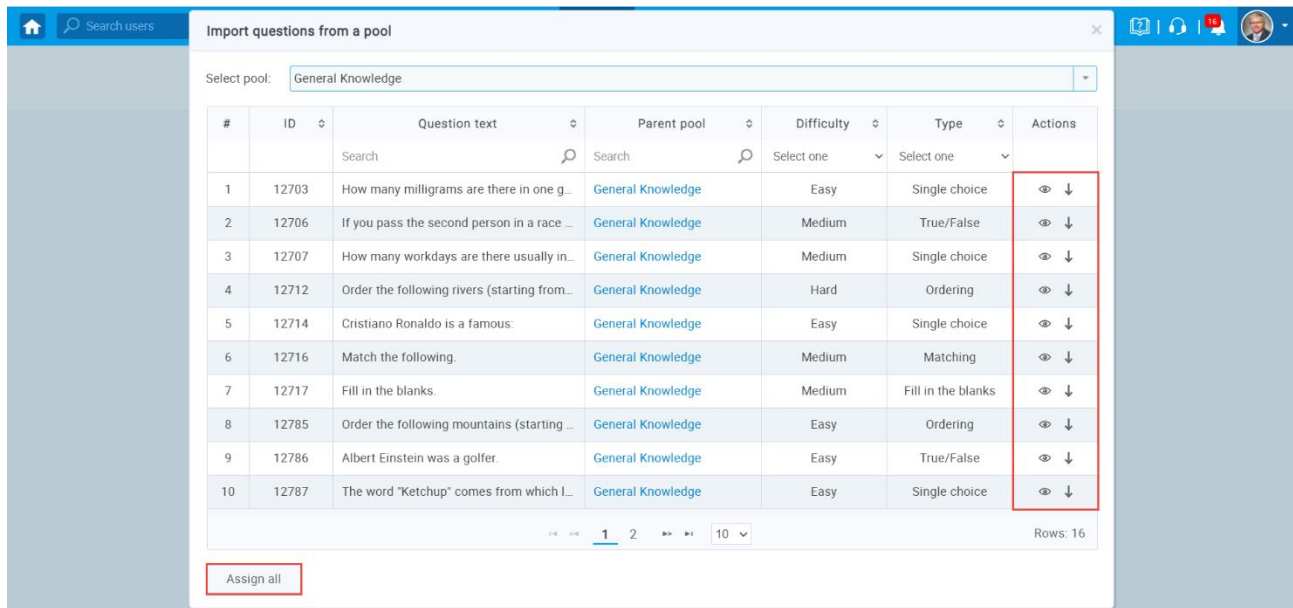 Search users
Import questions from a pool
16
Select pool: General Knowledge
# ID Question text Parent pool Difficulty Type Actions
Search Search Select one Select one
1 12703 How many milligrams are there in one g... General Knowledge Easy Single choice
2 12706 If you pass the second person in a race ... General Knowledge Medium True/False
3 12707 How many workdays are there usually in... General Knowledge Medium Single choice
4 12712 Order the following rivers (starting from... General Knowledge Hard Ordering
5 12714 Cristiano Ronaldo is a famous: General Knowledge Easy Single choice
6 12716 Match the following. General Knowledge Medium Matching
7 12717 Fill in the blanks. General Knowledge Medium Fill in the blanks
8 12785 Order the following mountains (starting ... General Knowledge Easy Ordering
9 12786 Albert Einstein was a golfer. General Knowledge Easy True/False
10 12787 The word "Ketchup" comes from which l... General Knowledge Easy Single choice
1 2 10 Rows: 16
Assign all